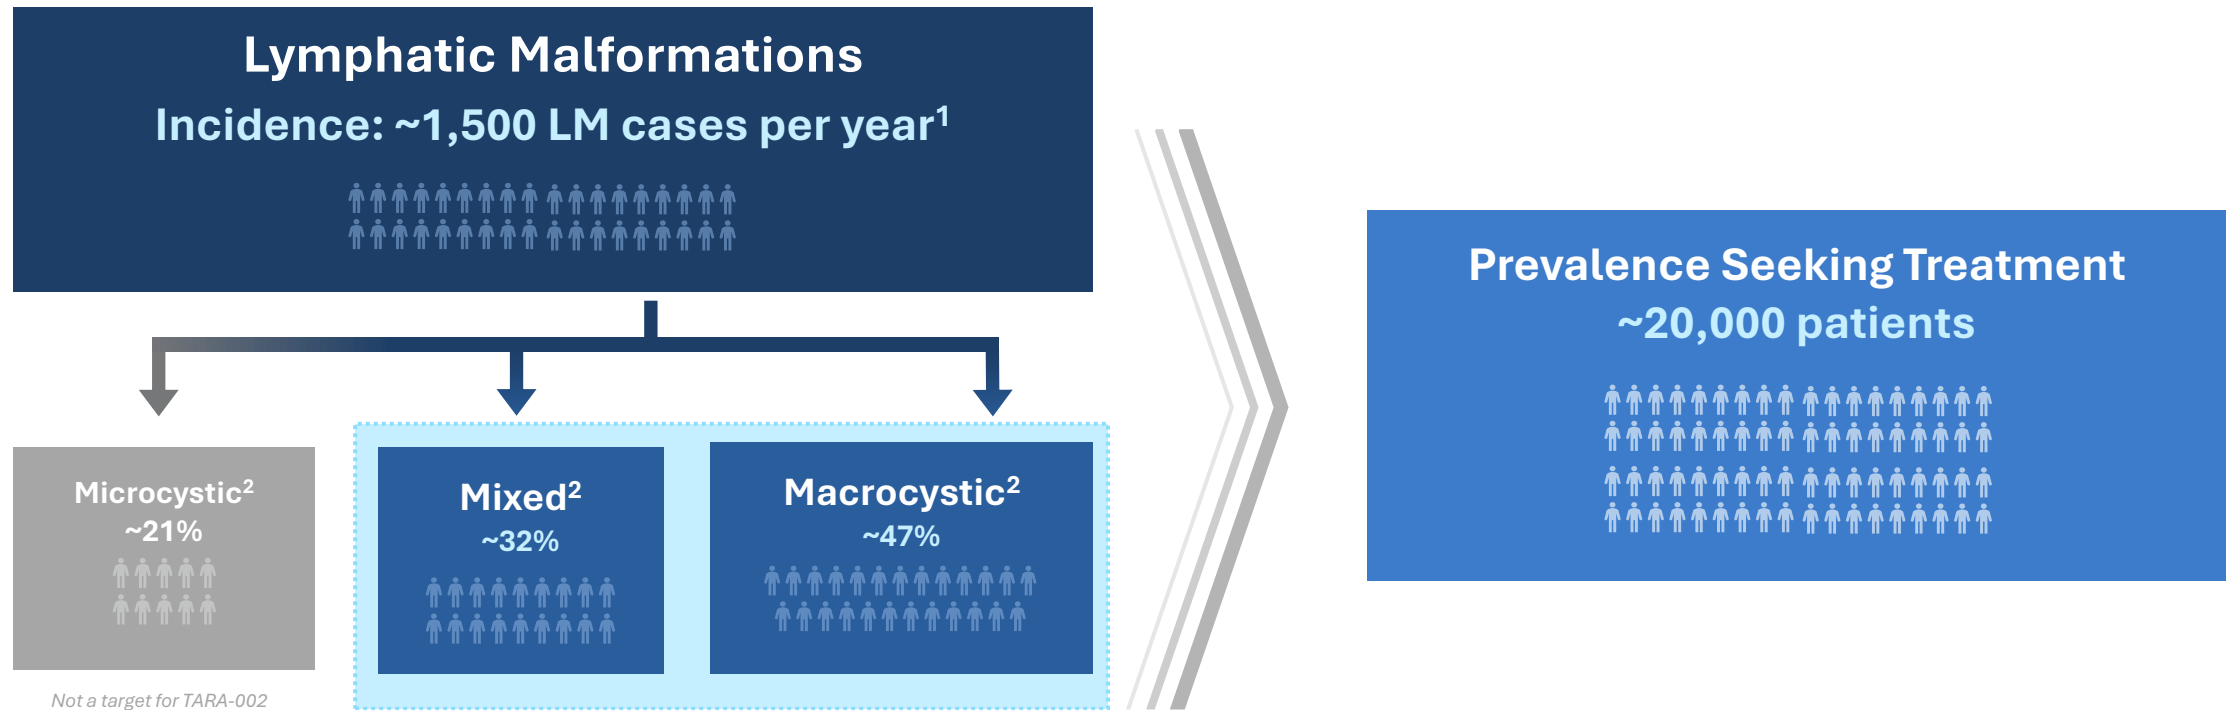 Lymphatic Malformations
Incidence: ~1,500 LM cases per year¹
Prevalence Seeking Treatment
~20,000 patients
Microcystic²
~21%
Mixed²
~32%
Macrocystic²
~47%
Not a target for TARA-002